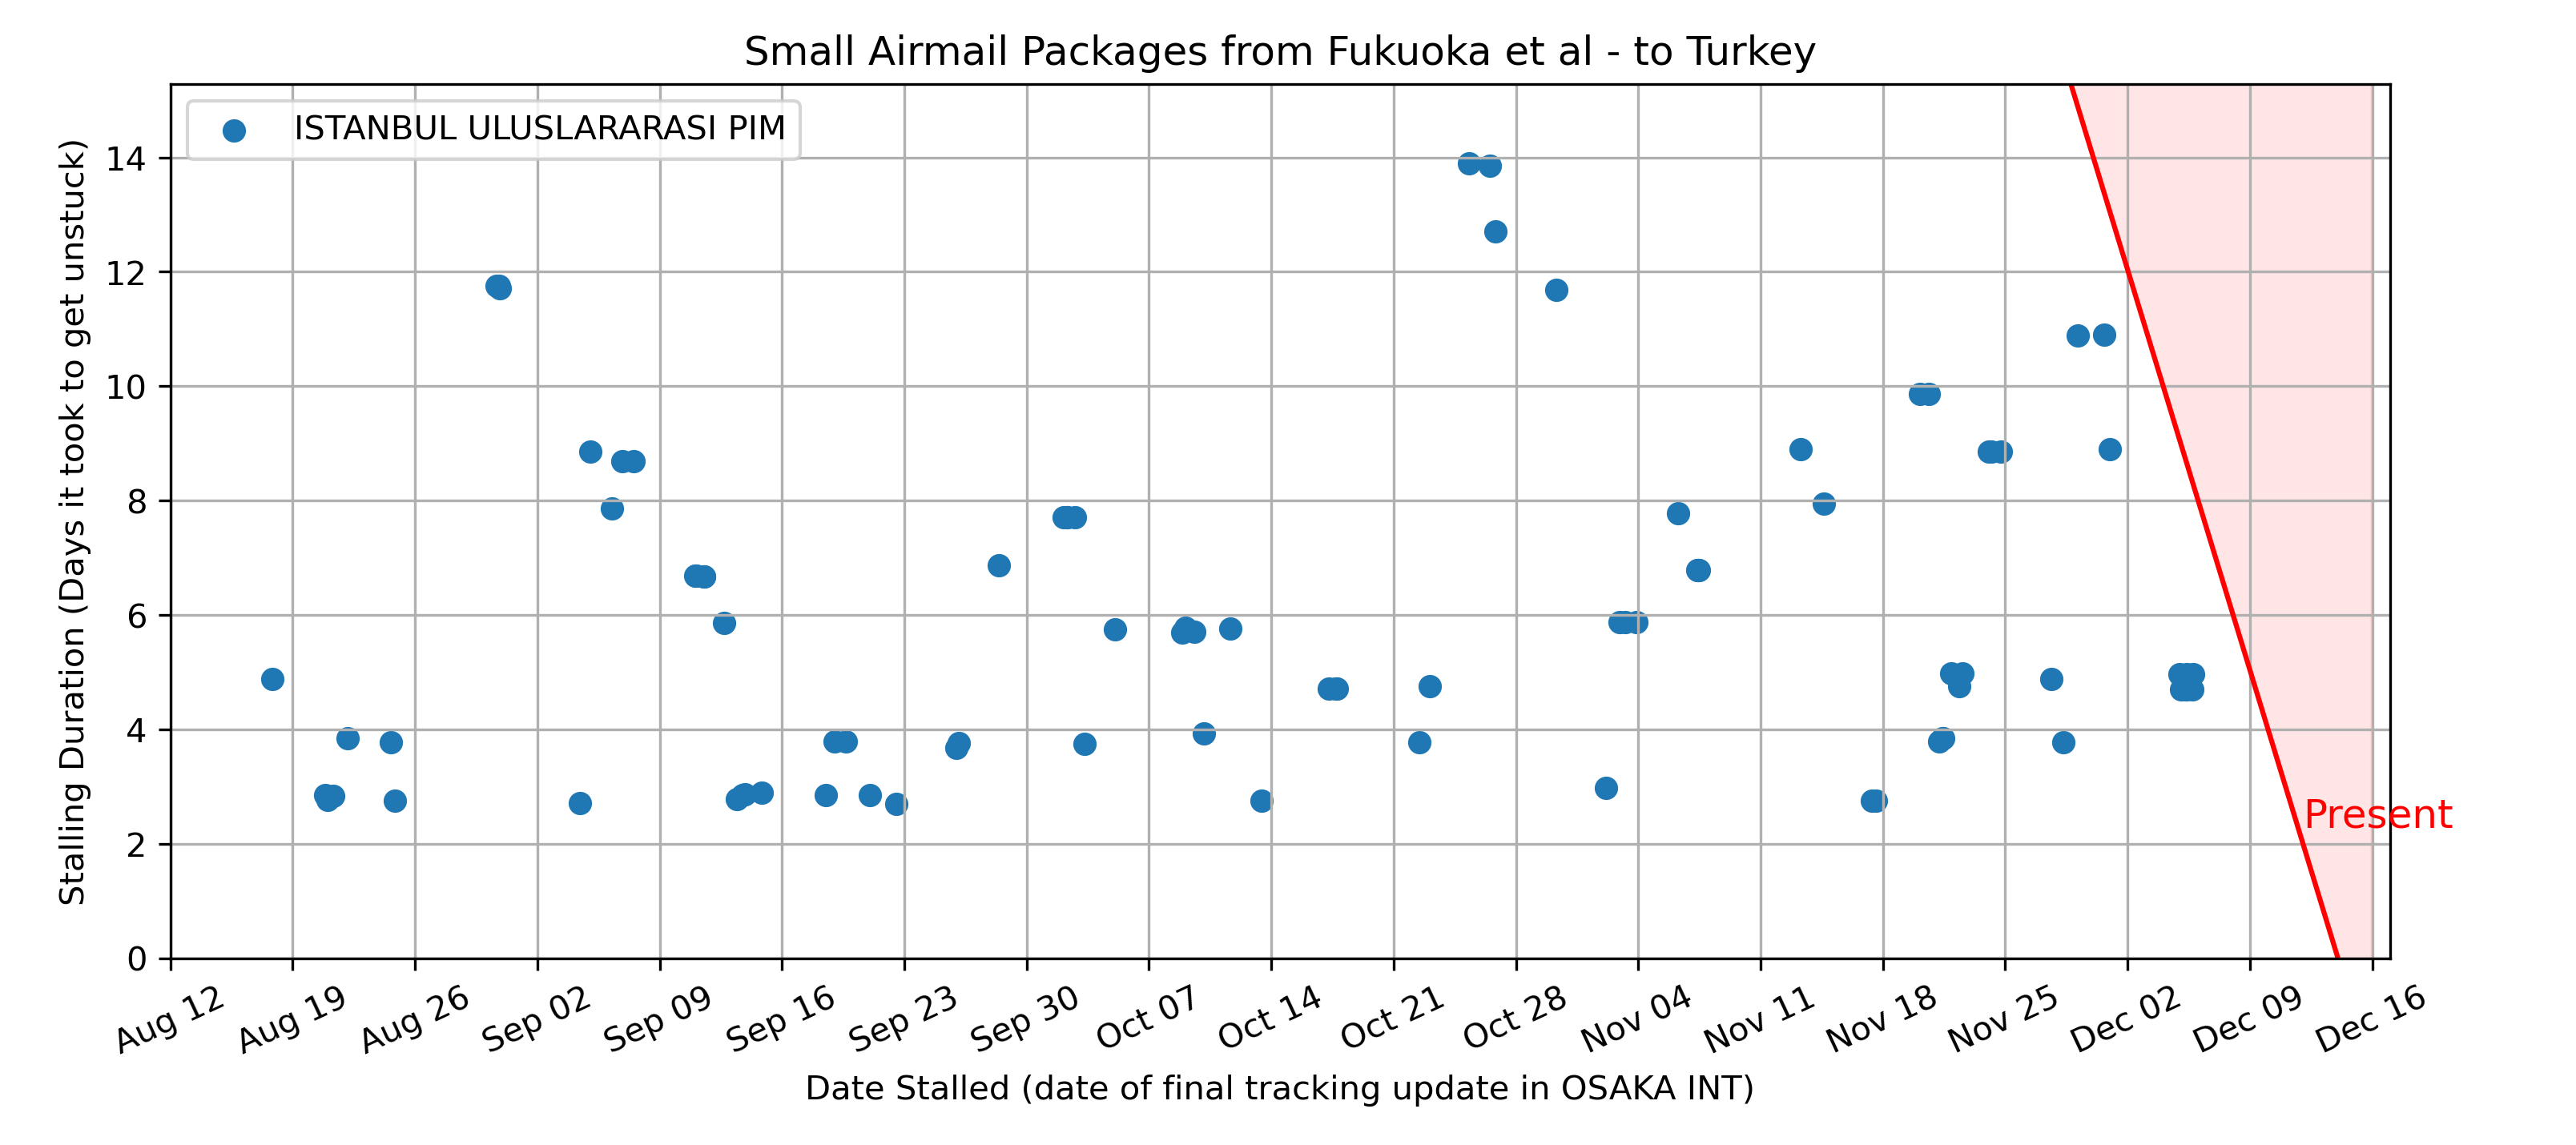 Small Airmail Packages from Fukuoka et al - to Turkey
ISTANBUL ULUSLARARASI PIM
Stalling Duration (Days it took to get unstuck)
14
12
10
8
6
4
2
0
Present
Aug 12
Aug 19
Aug 26
Sep 02
Sep 09
Sep 16
Sep 23
Sep 30
Oct 07
Oct 14
Oct 21
Oct 28
Nov 04
Nov 11
Nov 18
Nov 25
Dec 02
Dec 09
Dec 16
Date Stalled (date of final tracking update in OSAKA INT)